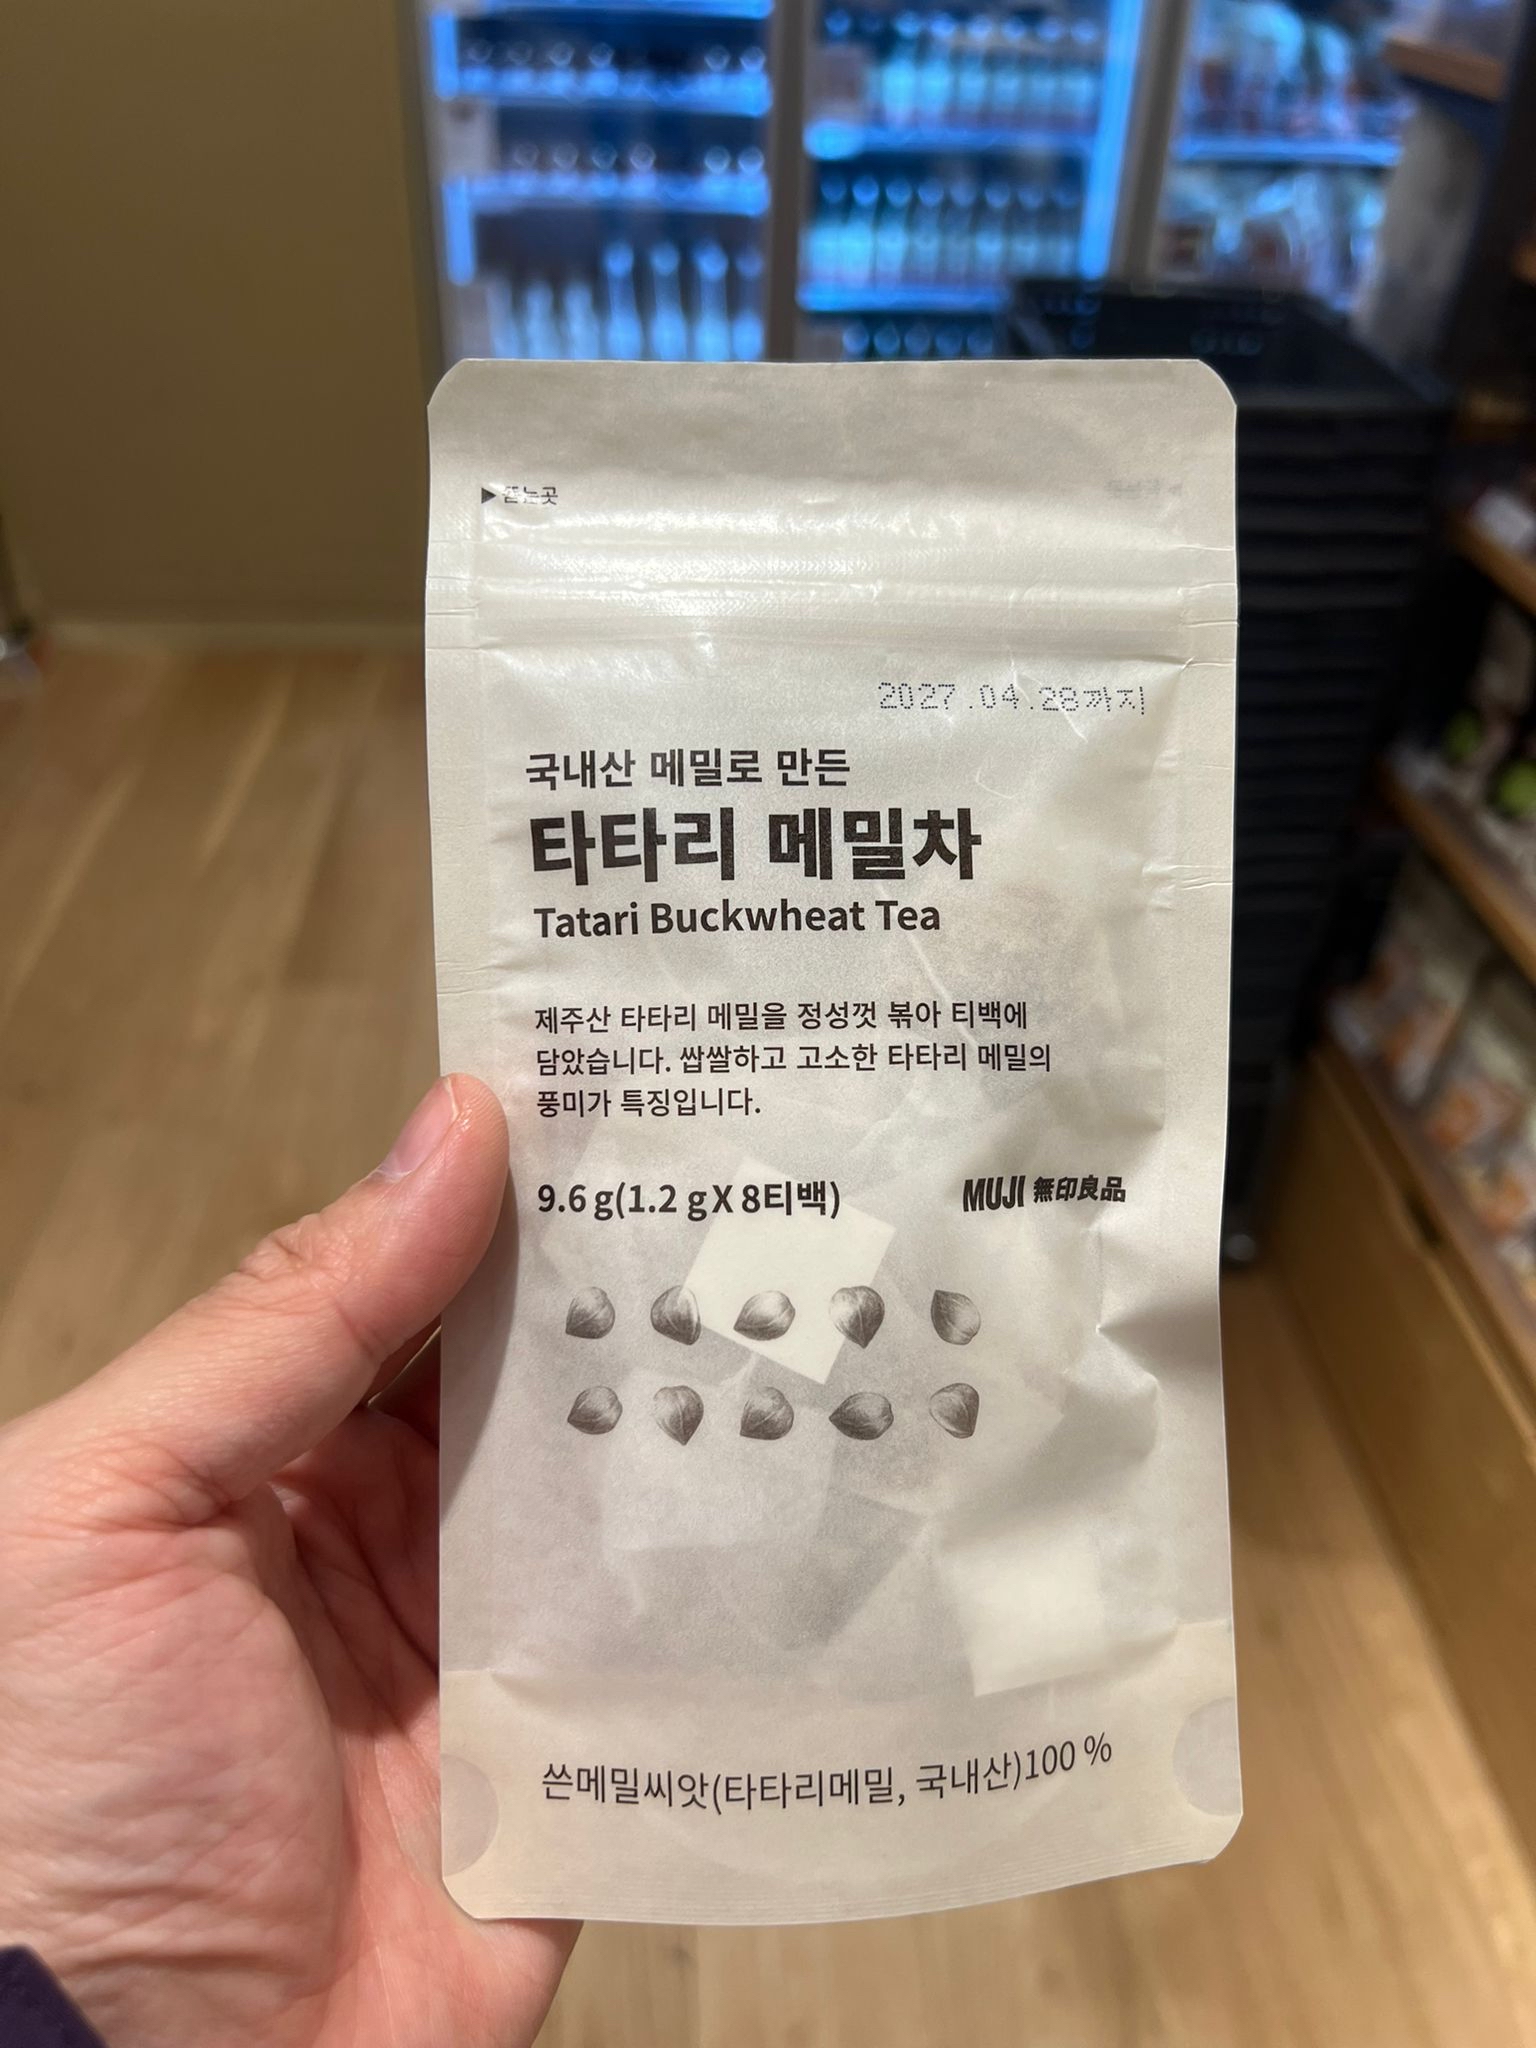 ▶ 뜯는곳
2027.04.28까지
국내산 메밀로 만든
타타리 메밀차
Tatari Buckwheat Tea
제주산 타타리 메밀을 정성껏 볶아 티백에
담았습니다. 쌉쌀하고 고소한 타타리 메밀의
풍미가 특징입니다.
9.6 g(1.2 g X 8티백)
MUJI 無印良品
쓴메밀씨앗(타타리메밀, 국내산)100 %